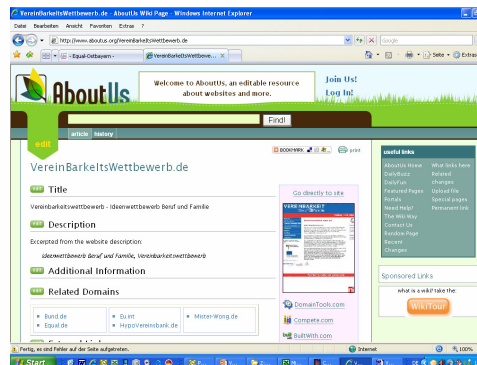 VereinBarkeItsWettbewerb.de - AboutUs Wiki Page - Windows Internet Explorer
Datei Bearbeiten Ansicht Favoriten Extras ?
http://www.aboutus.org/VereinBarkeItsWettbewerb.de
Google
Equal-Ostbayern -
VereinBarkeItsWettbewe...
Seite
Extras
AboutUs
Welcome to AboutUs, an editable resource
about websites and more.
Join Us!
Log In!
Find!
edit
article history
BOOKMARK
print
VereinBarkeItsWettbewerb.de
edit Title
Vereinbarkeitswettbewerb - Ideenwettbewerb Beruf und Familie
edit Description
Excerpted from the website description:
Ideenwettbewerb Beruf und Familie, Vereinbarkeitswettbewerb
edit Additional Information
edit Related Domains
Bund.de
Equal.de
Eu.int
HypoVereinsbank.de
Mister-Wong.de
Go directly to site
VEREINBARKEIT
DomainTools.com
Compete.com
BuiltWith.com
useful links
AboutUs Home
DailyBuzz
DailyFun
Featured Pages
Portals
Need Help?
The Wiki Way
Contact Us
Random Page
Recent
Changes
What links here
Related
changes
Upload file
Special pages
Permanent link
Sponsored Links
what is a wiki? take the:
WikiTour
Fertig, es sind Fehler auf der Seite aufgetreten.
Internet
100%
Start